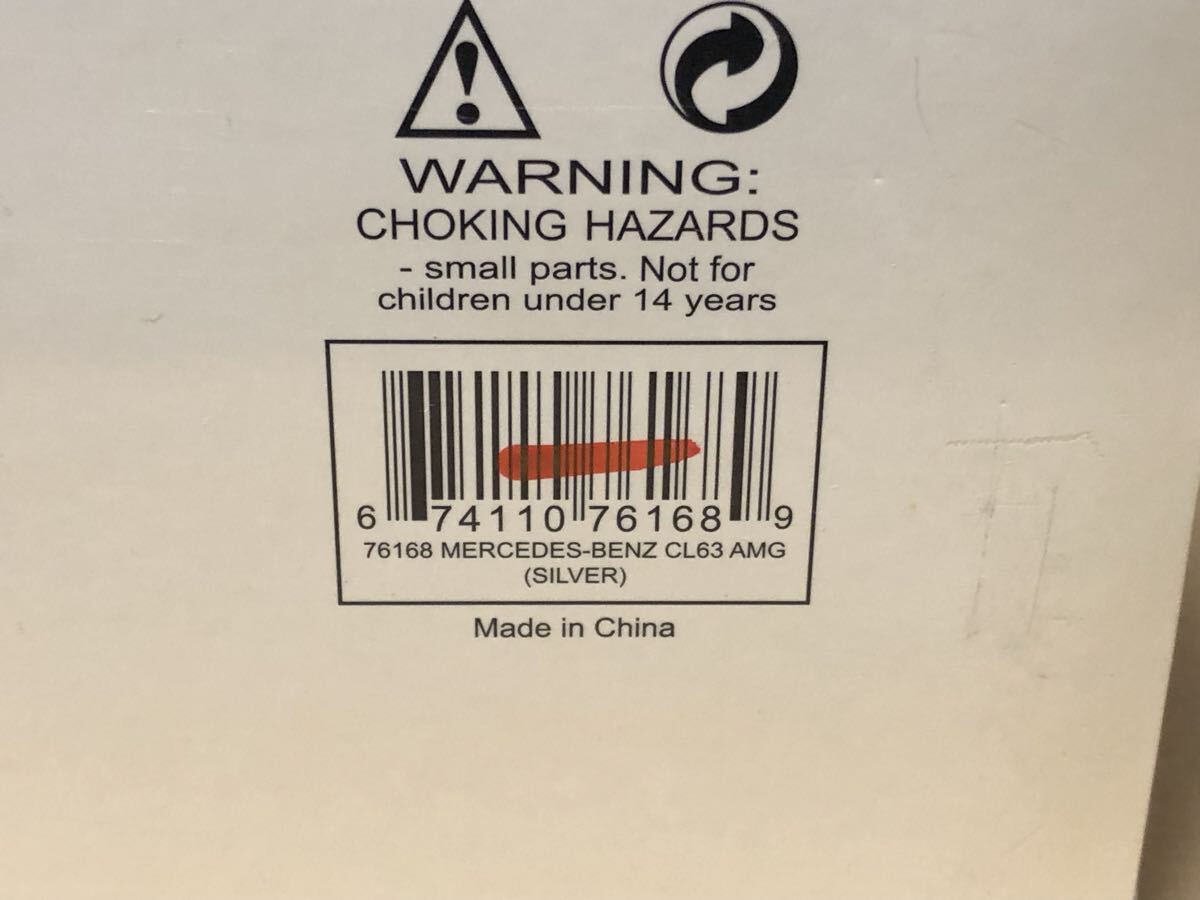 WARNING:
CHOKING HAZARDS
- small parts. Not for
children under 14 years
6 74110 76168 9
76168 MERCEDES-BENZ CL63 AMG
(SILVER)
Made in China